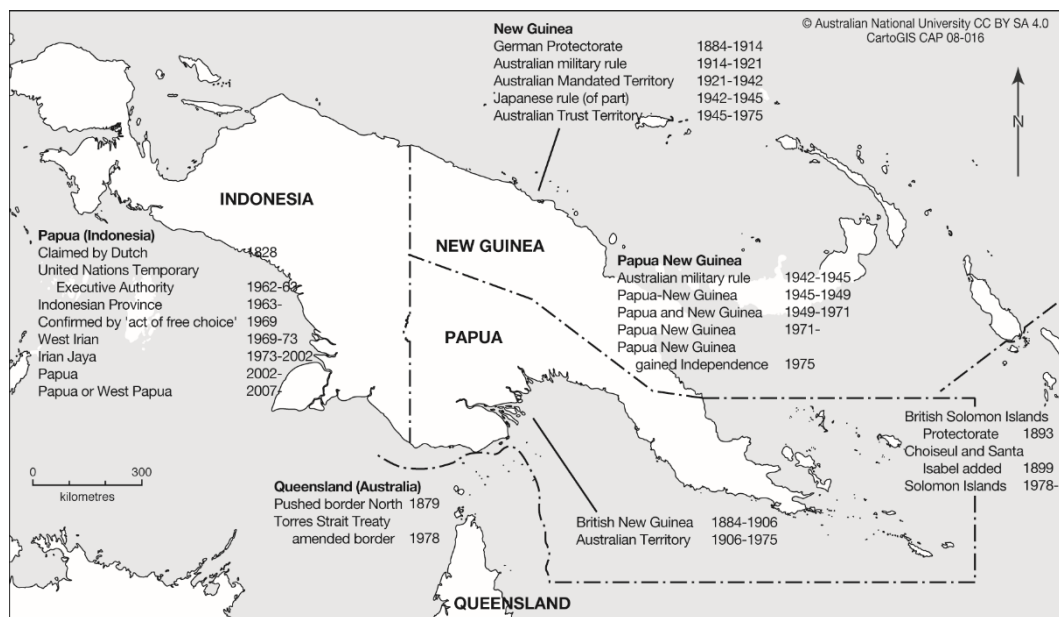 New Guinea
German Protectorate 1884-1914
Australian military rule 1914-1921
Australian Mandated Territory 1921-1942
Japanese rule (of part) 1942-1945
Australian Trust Territory 1945-1975
© Australian National University CC BY SA 4.0
CartoGIS CAP 08-016
N
INDONESIA
NEW GUINEA
PAPUA
Papua (Indonesia)
Claimed by Dutch 1828
United Nations Temporary
Executive Authority 1962-63
Indonesian Province 1963-
Confirmed by 'act of free choice' 1969
West Irian 1969-73
Irian Jaya 1973-2002
Papua 2002-
Papua or West Papua 2007-
Papua New Guinea
Australian military rule 1942-1945
Papua-New Guinea 1945-1949
Papua and New Guinea 1949-1971
Papua New Guinea 1971-
Papua New Guinea
gained Independence 1975
British Solomon Islands
Protectorate 1893
Choiseul and Santa
Isabel added 1899
Solomon Islands 1978-
0 300
kilometres
Queensland (Australia)
Pushed border North 1879
Torres Strait Treaty
amended border 1978
British New Guinea 1884-1906
Australian Territory 1906-1975
QUEENSLAND